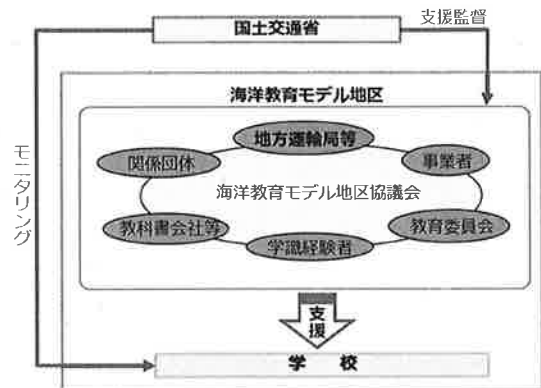 国土交通省
支援監督
海洋教育モデル地区
地方運輸局等
関係団体
事業者
海洋教育モデル地区協議会
教科書会社等
教育委員会
学識経験者
モニタリング
支援
学校